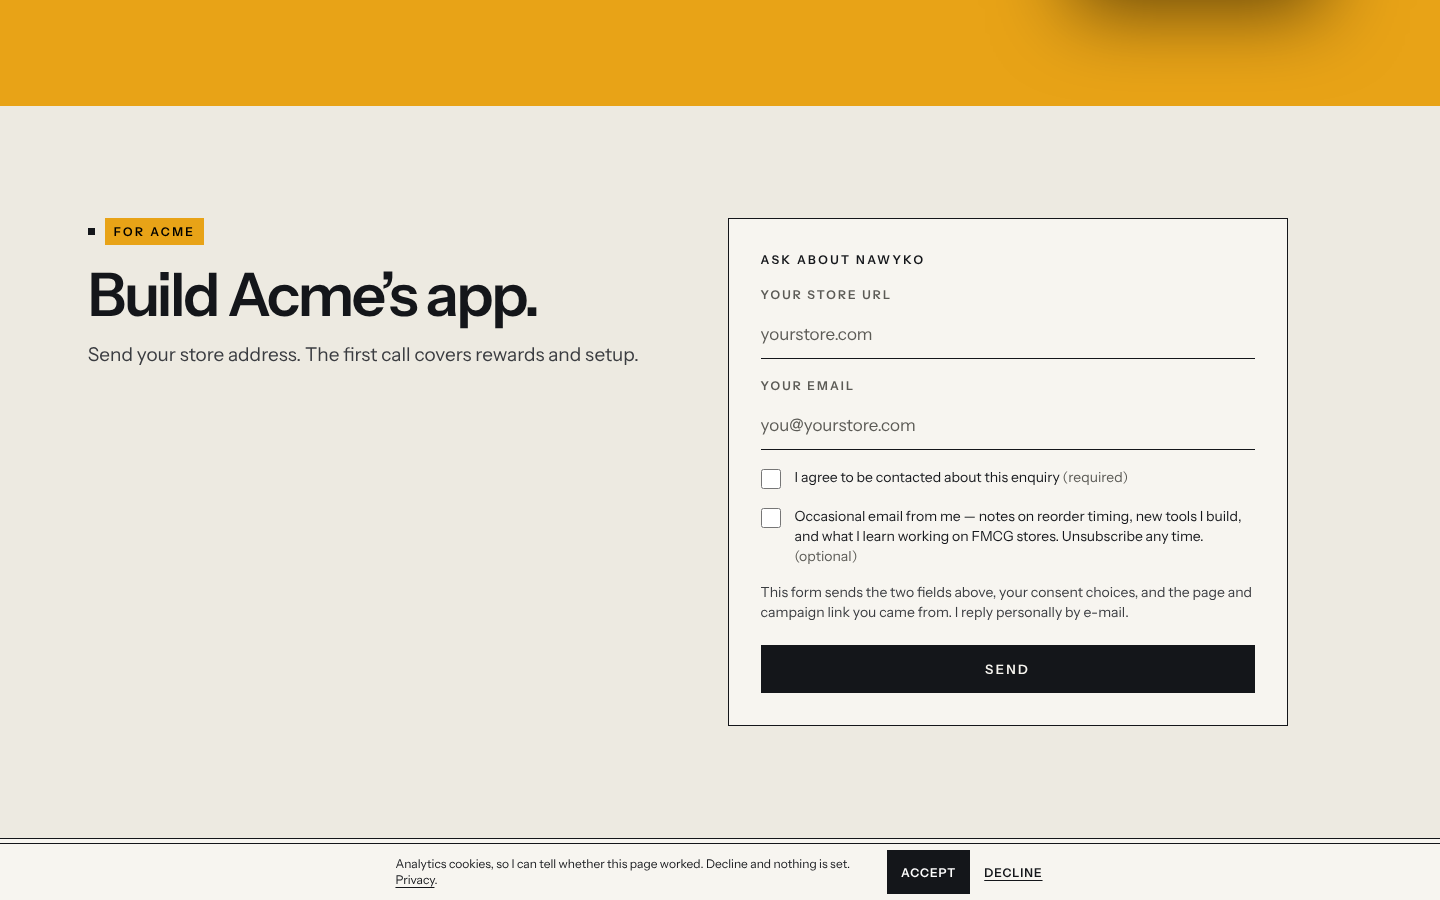 FOR ACME
Build Acme’s app.
Send your store address. The first call covers rewards and setup.
ASK ABOUT NAWYKO
YOUR STORE URL
yourstore.com
YOUR EMAIL
you@yourstore.com
I agree to be contacted about this enquiry (required)
Occasional email from me — notes on reorder timing, new tools I build,
and what I learn working on FMCG stores. Unsubscribe any time.
(optional)
This form sends the two fields above, your consent choices, and the page and
campaign link you came from. I reply personally by e-mail.
SEND
Analytics cookies, so I can tell whether this page worked. Decline and nothing is set.
Privacy.
ACCEPT
DECLINE